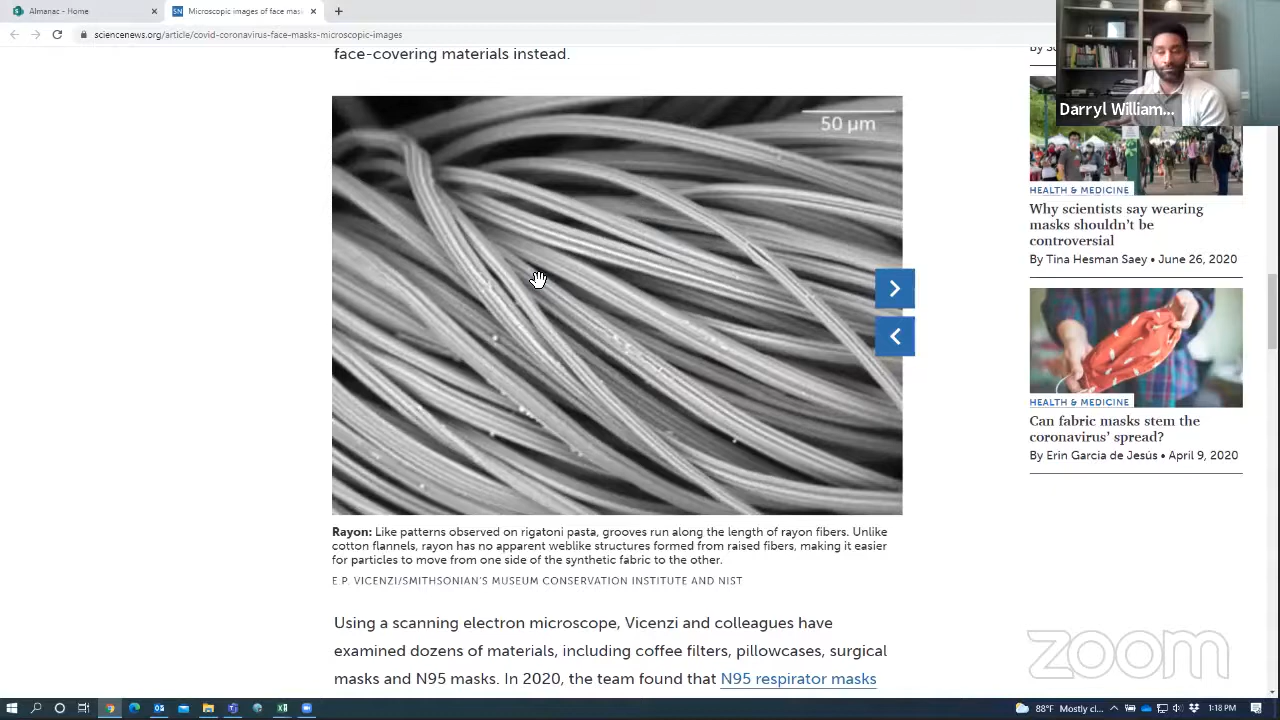 Almanac - Home
Microscopic images of face mas
sciencenews.org/article/covid-coronavirus-face-masks-microscopic-images
face-covering materials instead.
50 µm
Rayon: Like patterns observed on rigatoni pasta, grooves run along the length of rayon fibers. Unlike
cotton flannels, rayon has no apparent weblike structures formed from raised fibers, making it easier
for particles to move from one side of the synthetic fabric to the other.
E.P. VICENZI/SMITHSONIAN'S MUSEUM CONSERVATION INSTITUTE AND NIST
Using a scanning electron microscope, Vicenzi and colleagues have
examined dozens of materials, including coffee filters, pillowcases, surgical
masks and N95 masks. In 2020, the team found that N95 respirator masks
Darryl William...
HEALTH & MEDICINE
Why scientists say wearing
masks shouldn't be
controversial
By Tina Hesman Saey • June 26, 2020
HEALTH & MEDICINE
Can fabric masks stem the
coronavirus' spread?
By Erin Garcia de Jesús • April 9, 2020
zoom
88°F Mostly cl...
1:18 PM